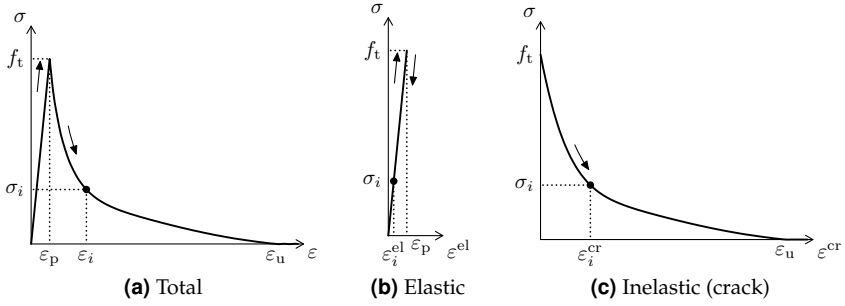 σ
f_t
σ_i
ε_p
ε_i
ε_u
ε
(a) Total
σ
σ_i
ε_i^el
ε_p
ε^el
(b) Elastic
σ
f_t
σ_i
ε_i^cr
ε_u
ε^cr
(c) Inelastic (crack)